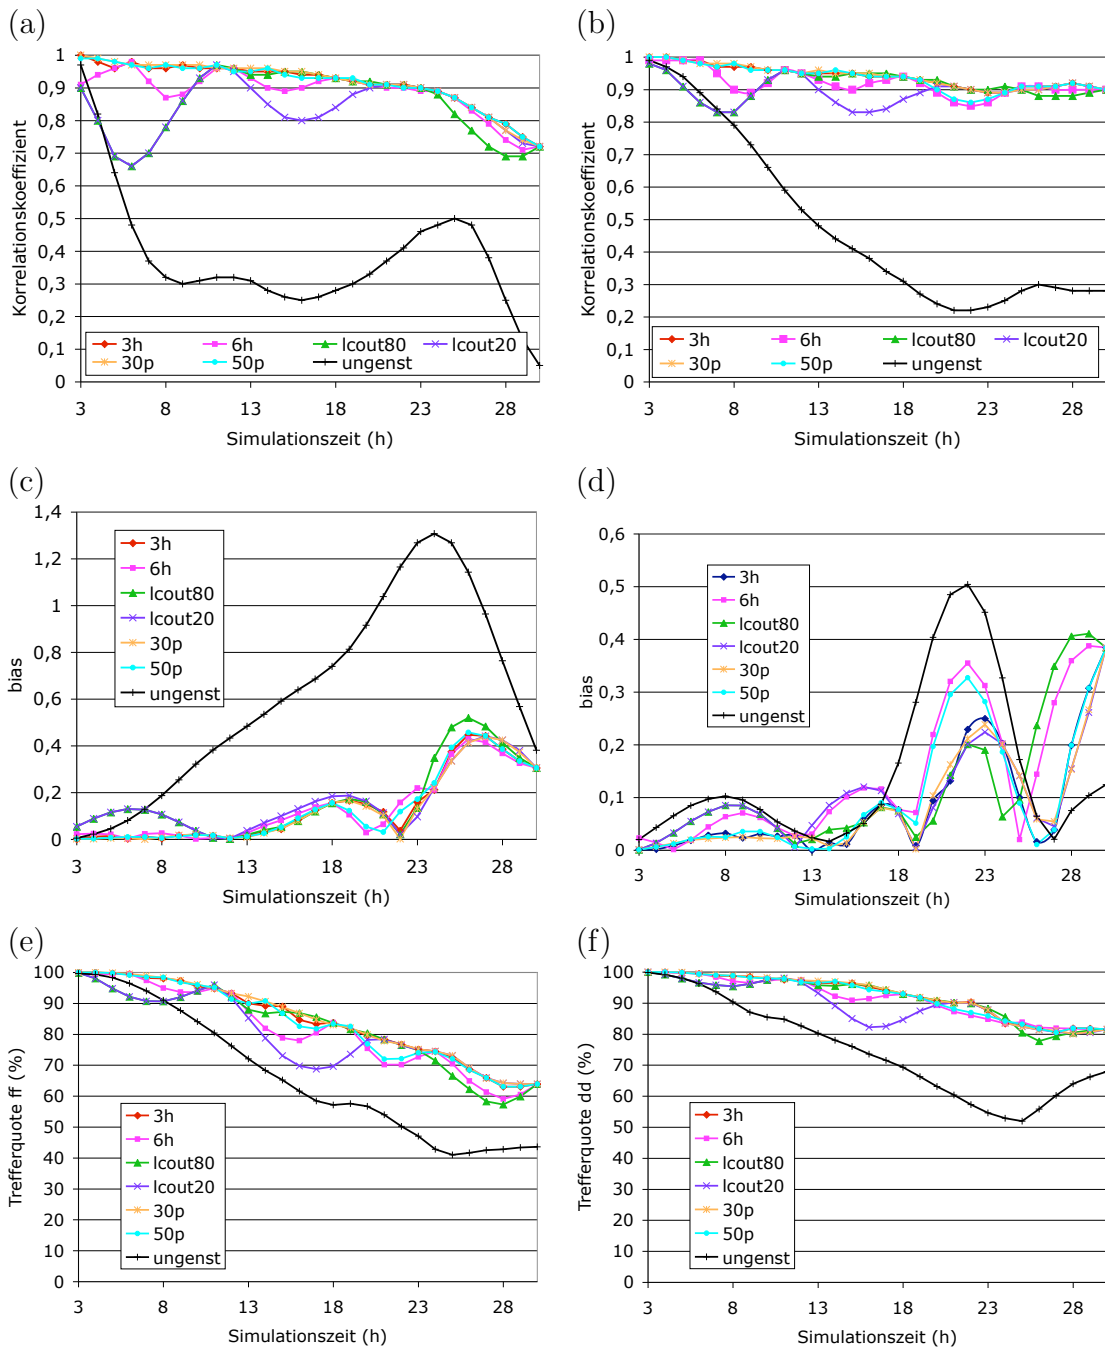 (a)
Korrelationskoeffizient
1
0,9
0,8
0,7
0,6
0,5
0,4
0,3
0,2
0,1
0
3h 6h lcout80 lcout20
30p 50p ungenst
3 8 13 18 23 28
Simulationszeit (h)
(b)
Korrelationskoeffizient
1
0,9
0,8
0,7
0,6
0,5
0,4
0,3
0,2
0,1
0
3h 6h lcout80 lcout20
30p 50p ungenst
3 8 13 18 23 28
Simulationszeit (h)
(c)
bias
1,4
1,2
1
0,8
0,6
0,4
0,2
0
3h
6h
lcout80
lcout20
30p
50p
ungenst
3 8 13 18 23 28
Simulationszeit (h)
(d)
bias
0,6
0,5
0,4
0,3
0,2
0,1
0
3h
6h
lcout80
lcout20
30p
50p
ungenst
3 8 13 18 23 28
Simulationszeit (h)
(e)
Trefferquote ff (%)
100
90
80
70
60
50
40
30
20
10
0
3h
6h
lcout80
lcout20
30p
50p
ungenst
3 8 13 18 23 28
Simulationszeit (h)
(f)
Trefferquote dd (%)
100
90
80
70
60
50
40
30
20
10
0
3h
6h
lcout80
lcout20
30p
50p
ungenst
3 8 13 18 23 28
Simulationszeit (h)